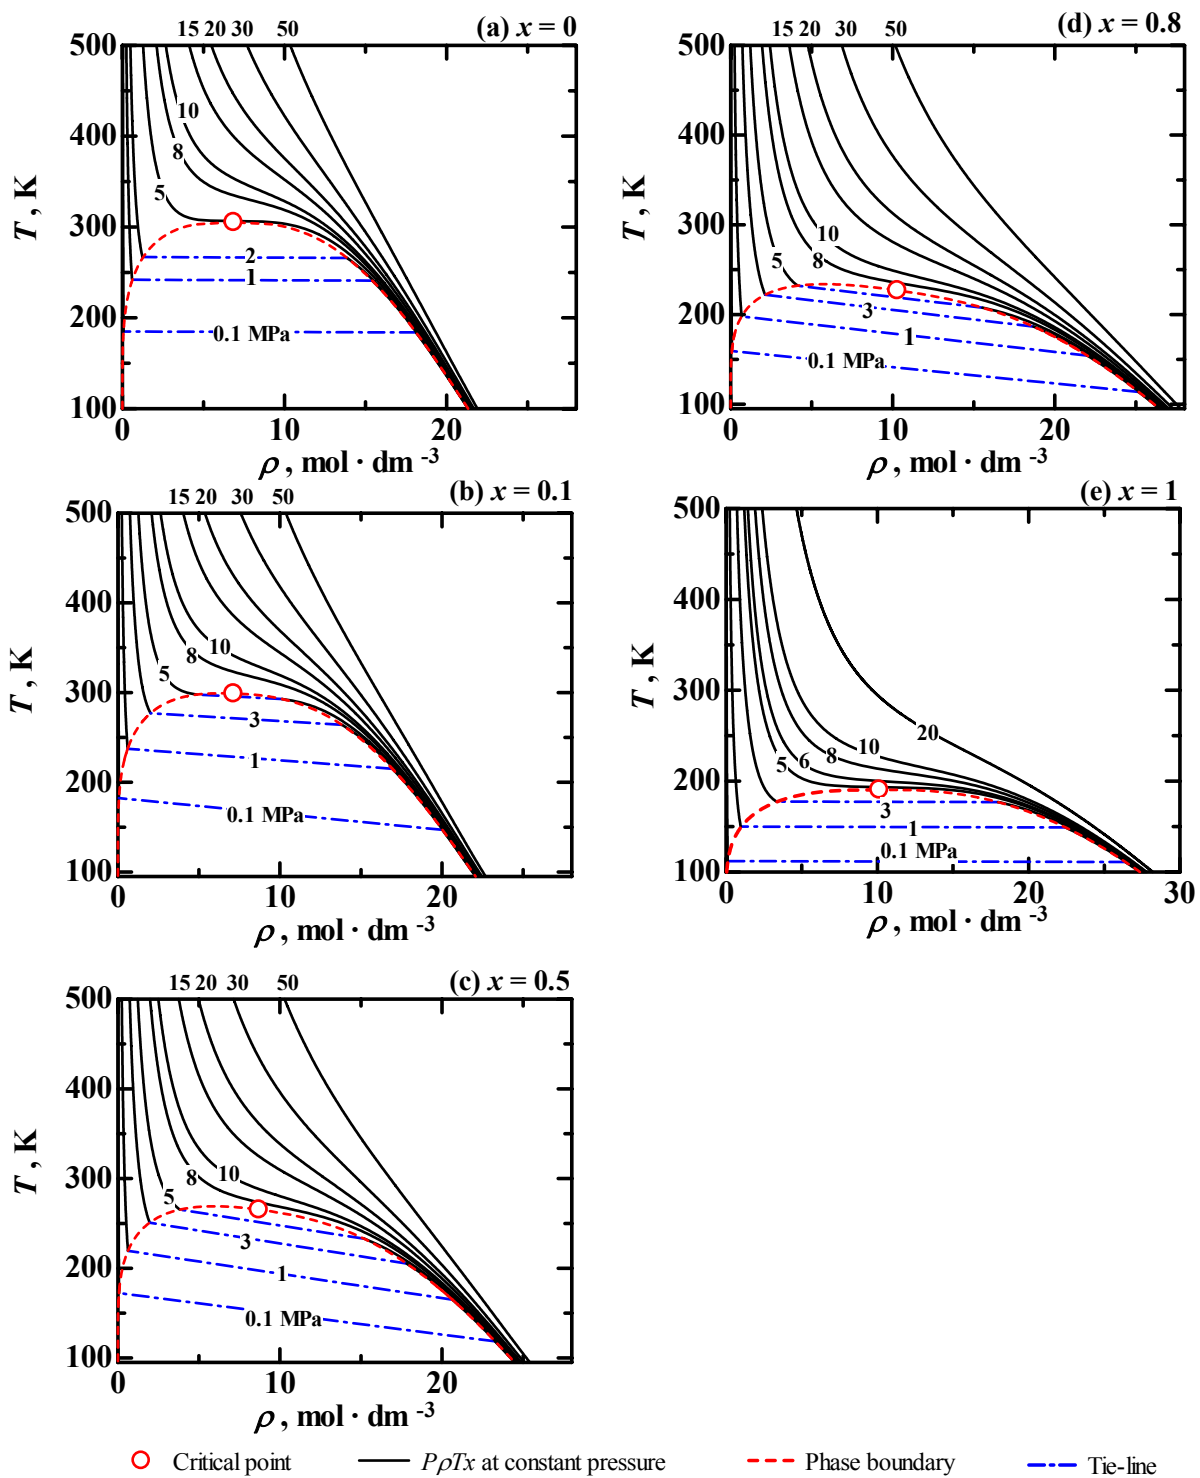 15 20 30 50 (a) x = 0
500
400
300
200
100
10
8
5
2
1
0.1 MPa
0 10 20
T , K
ρ , mol · dm -3
(b) x = 0.1
15 20 30 50
500
400
300
200
100
10
8
5
3
1
0.1 MPa
0 10 20
T , K
ρ , mol · dm -3
15 20 30 50 (c) x = 0.5
500
400
300
200
100
10
8
5
3
1
0.1 MPa
0 10 20
T , K
ρ , mol · dm -3
15 20 30 50 (d) x = 0.8
500
400
300
200
100
10
8
5
3
1
0.1 MPa
0 10 20
T , K
ρ , mol · dm -3
(e) x = 1
500
400
300
200
100
20
10
8
6
5
3
1
0.1 MPa
0 10 20 30
T , K
ρ , mol · dm -3
Critical point PρTx at constant pressure Phase boundary Tie-line